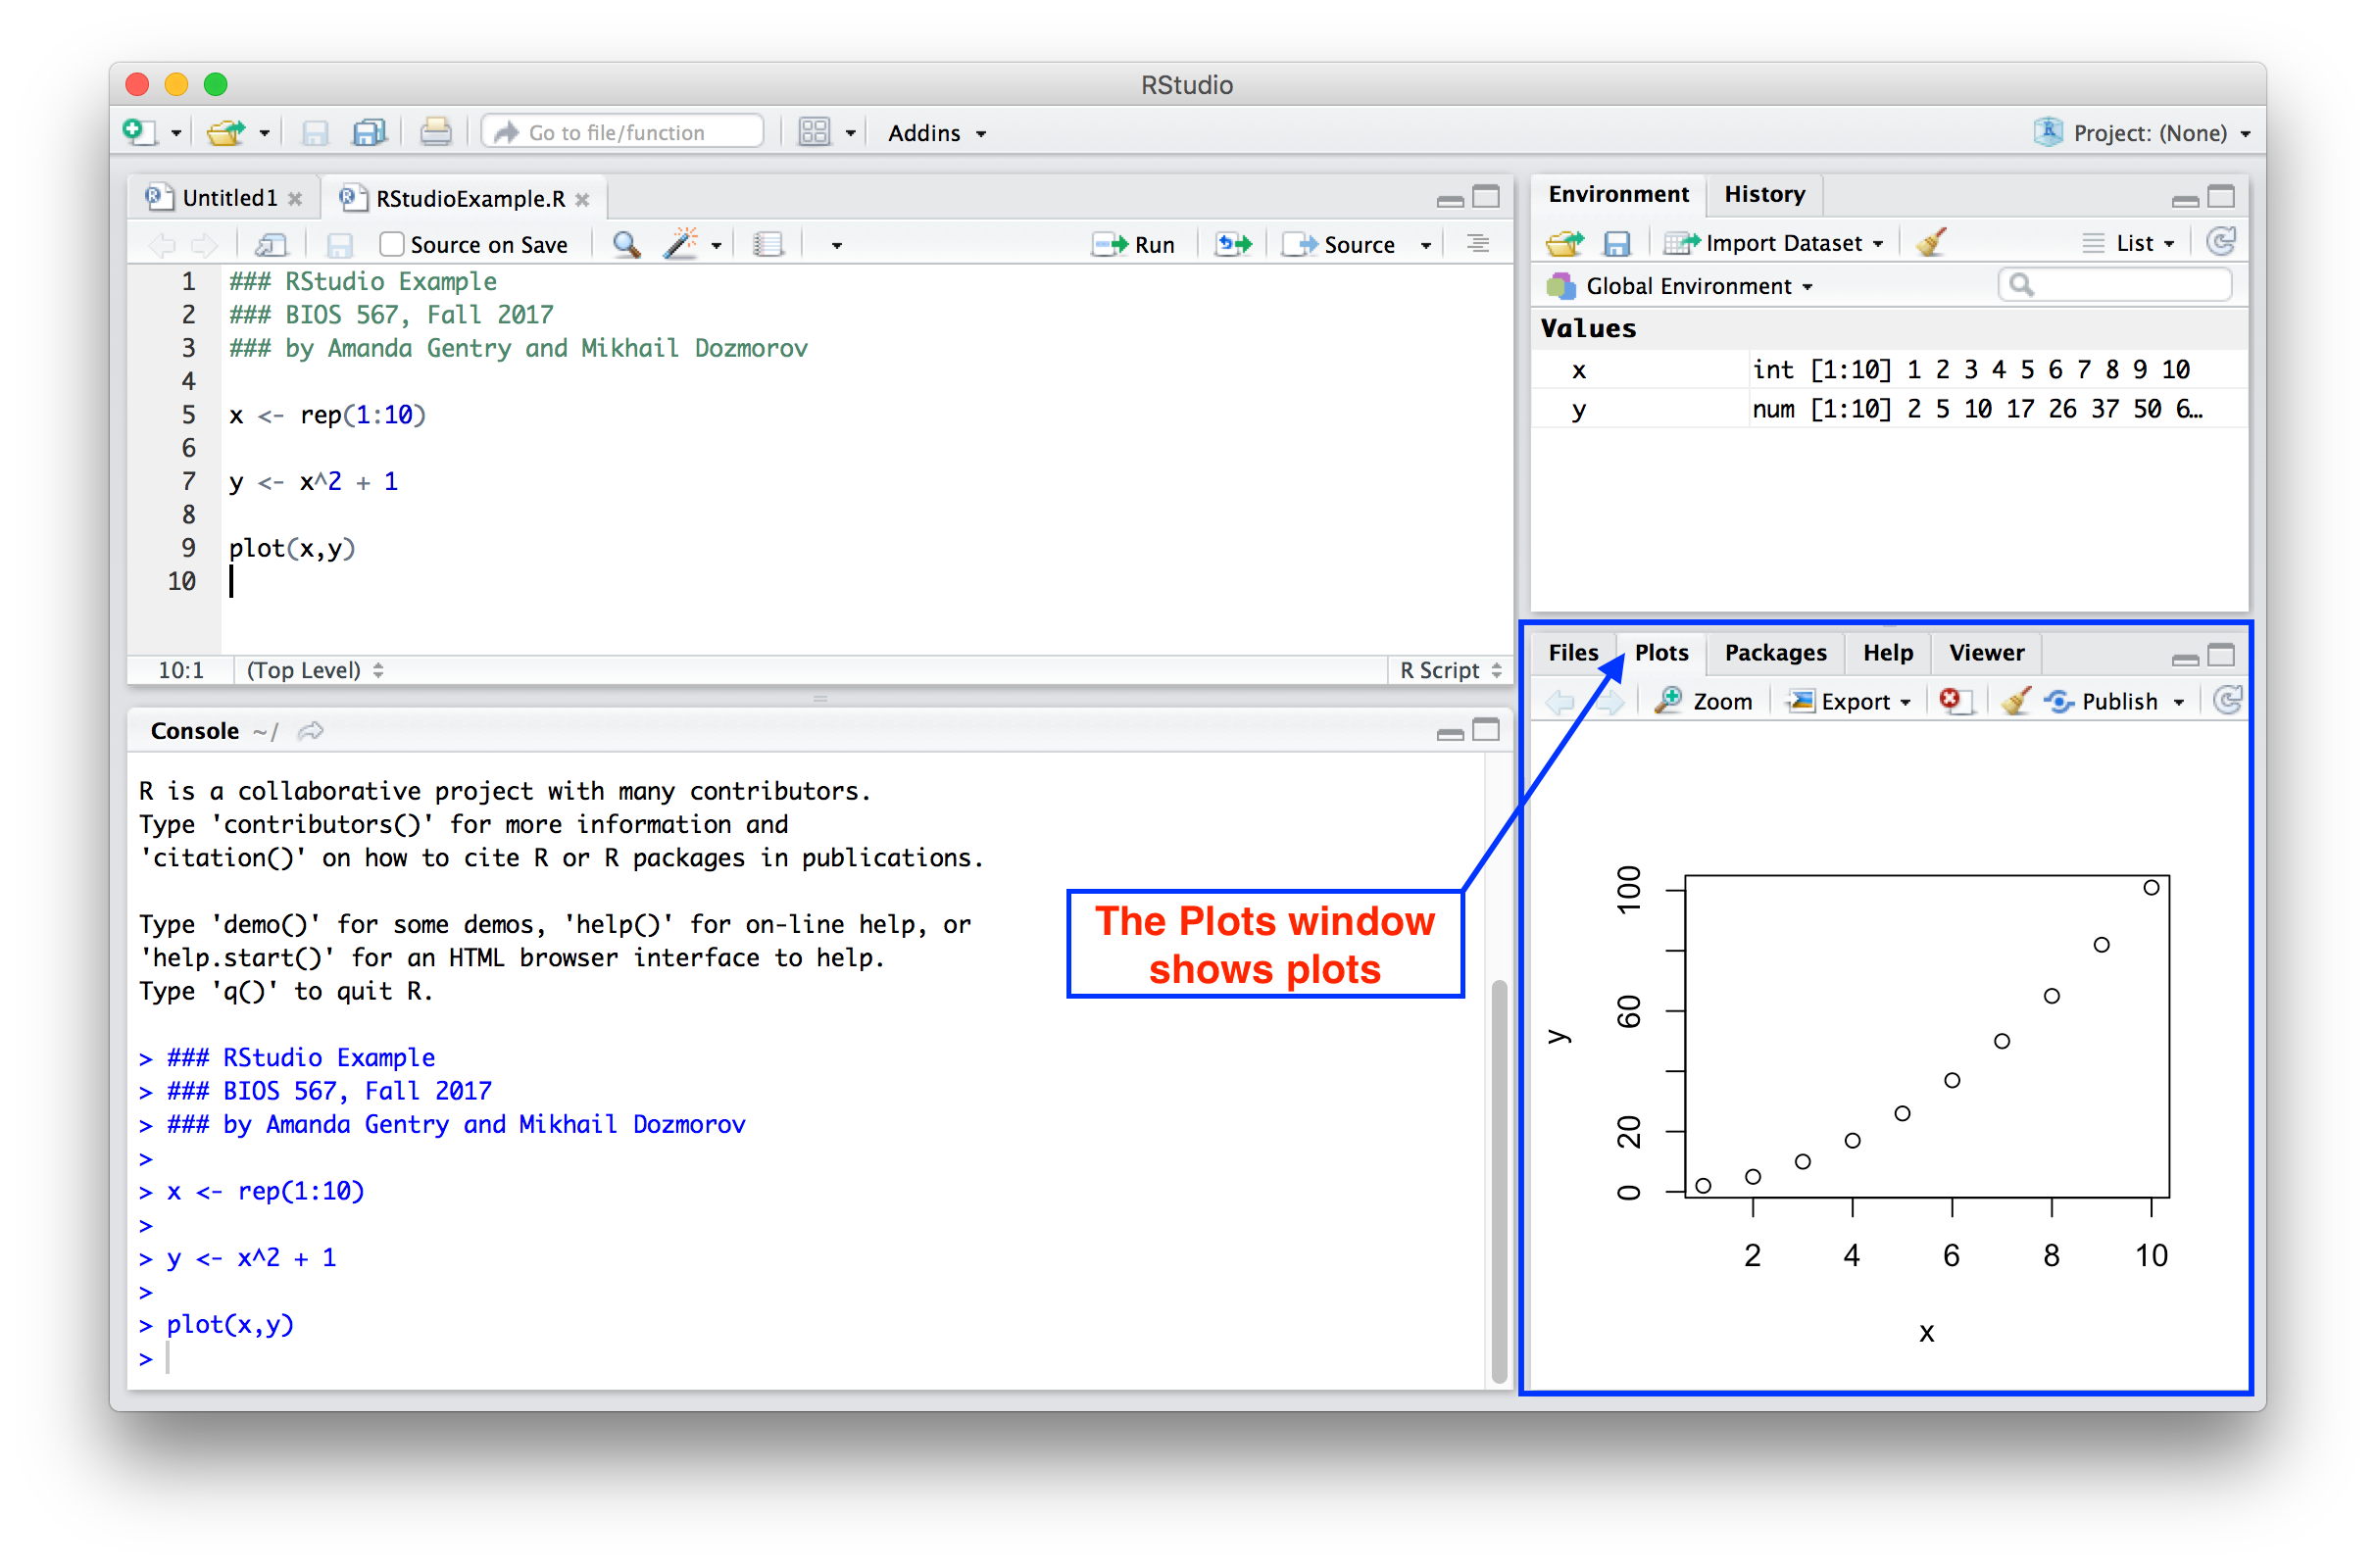 RStudio
Go to file/function
Addins
Project: (None)
Untitled1
RStudioExample.R
Source on Save
Run
Source
1 ### RStudio Example
2 ### BIOS 567, Fall 2017
3 ### by Amanda Gentry and Mikhail Dozmorov
4
5 x <- rep(1:10)
6
7 y <- x^2 + 1
8
9 plot(x,y)
10
10:1 (Top Level) R Script
Console ~/
R is a collaborative project with many contributors.
Type 'contributors()' for more information and
'citation()' on how to cite R or R packages in publications.
Type 'demo()' for some demos, 'help()' for on-line help, or
'help.start()' for an HTML browser interface to help.
Type 'q()' to quit R.
> ### RStudio Example
> ### BIOS 567, Fall 2017
> ### by Amanda Gentry and Mikhail Dozmorov
>
> x <- rep(1:10)
>
> y <- x^2 + 1
>
> plot(x,y)
>
Environment History
Import Dataset List
Global Environment
Values
x int [1:10] 1 2 3 4 5 6 7 8 9 10
y num [1:10] 2 5 10 17 26 37 50 6…
Files Plots Packages Help Viewer
Zoom Export Publish
The Plots window
shows plots
100
60
20
0
y
2 4 6 8 10
x